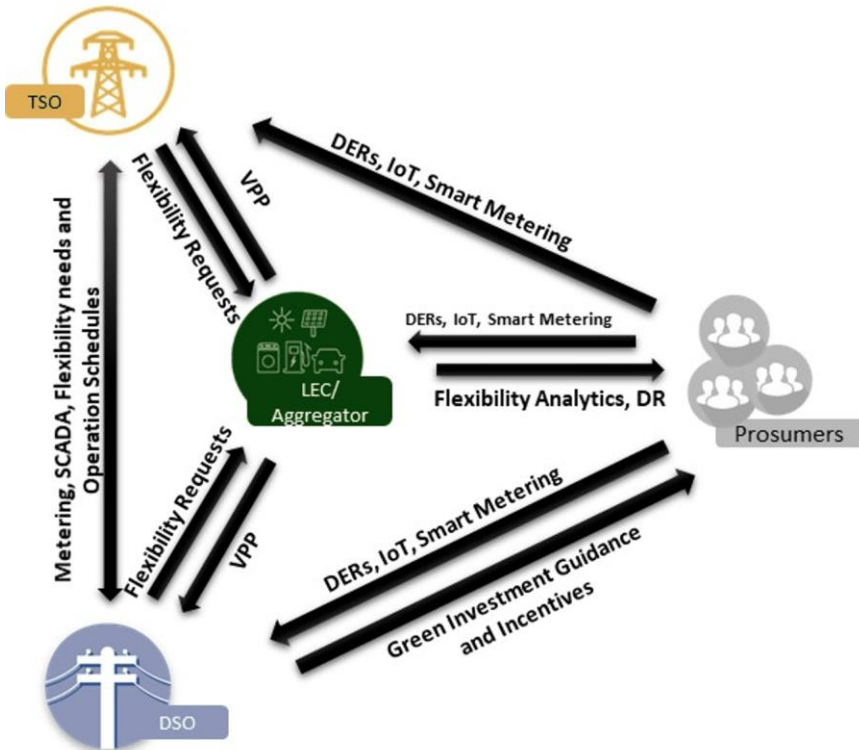 TSO
DERs, IoT, Smart Metering
VPP
Flexibility Requests
Metering, SCADA, Flexibility needs and
Operation Schedules
DERs, IoT, Smart Metering
LEC/
Aggregator
Flexibility Analytics, DR
Prosumers
Flexibility Requests
VPP
DERs, IoT, Smart Metering
Green Investment Guidance
and Incentives
DSO